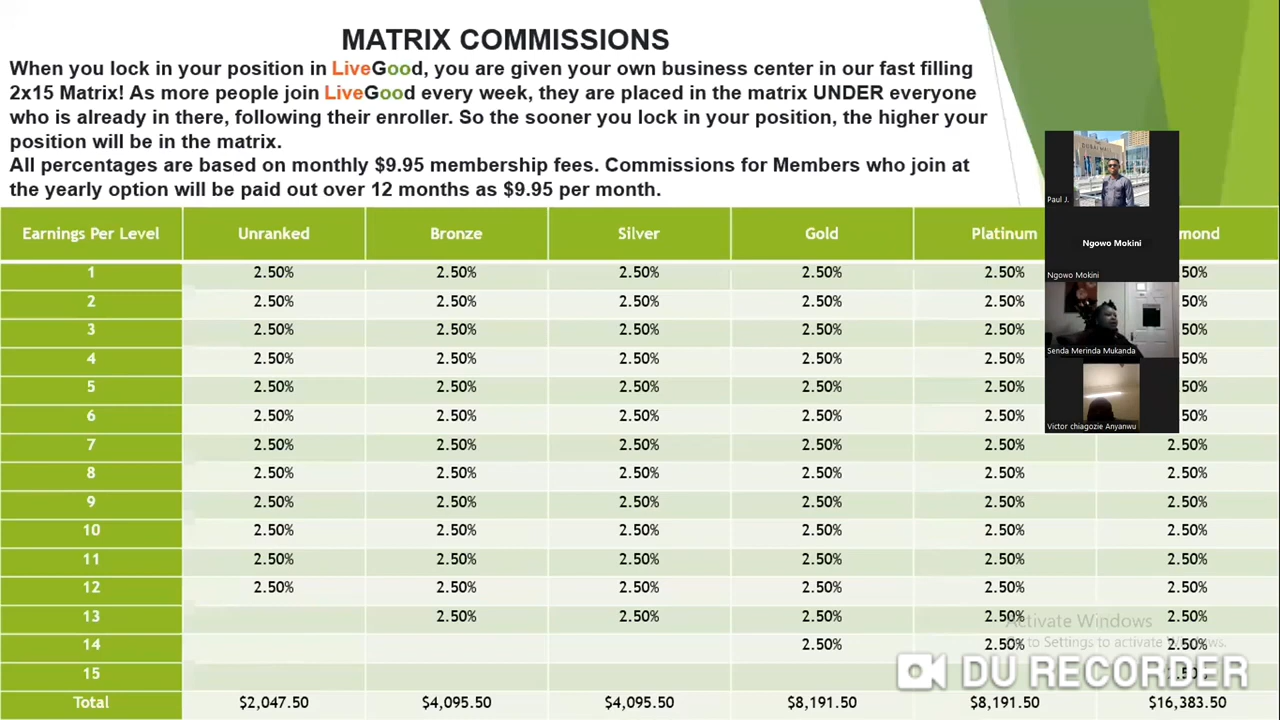 MATRIX COMMISSIONS
When you lock in your position in LiveGood, you are given your own business center in our fast filling
2x15 Matrix! As more people join LiveGood every week, they are placed in the matrix UNDER everyone
who is already in there, following their enroller. So the sooner you lock in your position, the higher your
position will be in the matrix.
All percentages are based on monthly $9.95 membership fees. Commissions for Members who join at
the yearly option will be paid out over 12 months as $9.95 per month.
Earnings Per Level Unranked Bronze Silver Gold Platinum mond
1 2.50% 2.50% 2.50% 2.50% 2.50% 50%
2 2.50% 2.50% 2.50% 2.50% 2.50% 50%
3 2.50% 2.50% 2.50% 2.50% 2.50% 50%
4 2.50% 2.50% 2.50% 2.50% 2.50% 50%
5 2.50% 2.50% 2.50% 2.50% 2.50% 50%
6 2.50% 2.50% 2.50% 2.50% 2.50% 50%
7 2.50% 2.50% 2.50% 2.50% 2.50% 2.50%
8 2.50% 2.50% 2.50% 2.50% 2.50% 2.50%
9 2.50% 2.50% 2.50% 2.50% 2.50% 2.50%
10 2.50% 2.50% 2.50% 2.50% 2.50% 2.50%
11 2.50% 2.50% 2.50% 2.50% 2.50% 2.50%
12 2.50% 2.50% 2.50% 2.50% 2.50% 2.50%
13 2.50% 2.50% 2.50% 2.50% 2.50%
14 2.50% 2.50% 2.50%
15
Total $2,047.50 $4,095.50 $4,095.50 $8,191.50 $8,191.50 $16,383.50
DUBAI MALL
Paul J.
Ngowo Mokini
Ngowo Mokini
Senda Merinda Mukanda
Victor chiagozie Anyanwu
Activate Windows
to Settings to activate Windows.
DU RECORDER